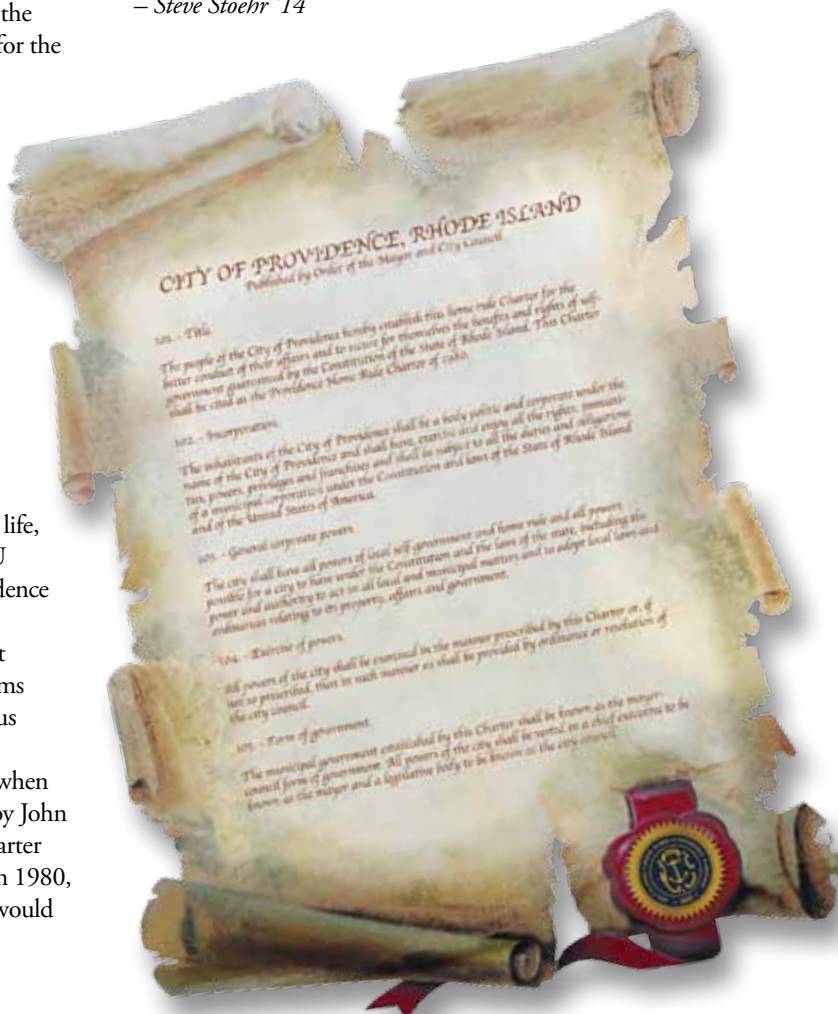 the
for the
– Steve Stoehr '14
CITY OF PROVIDENCE, RHODE ISLAND
Published by Order of the Mayor and City Council
101. - Title
The people of the City of Providence hereby establish this home rule Charter for the
better conduct of their affairs and to secure for themselves the benefits and rights of self-
government guaranteed by the Constitution of the State of Rhode Island. This Charter
shall be cited as the Providence Home Rule Charter of 1980.
102. - Incorporation.
The inhabitants of the City of Providence shall be a body politic and corporate under the
name of the City of Providence and shall have, exercise and enjoy all the rights, immuni-
ties, powers, privileges and franchises and shall be subject to all the duties and obligations
of a municipal corporation under the Constitution and laws of the State of Rhode Island
and of the United States of America.
103. - General corporate powers.
The city shall have all powers of local self-government and home rule and all powers
possible for a city to have under the Constitution and the laws of the state, including the
power and authority to act in all local and municipal matters and to adopt local laws and
ordinances relating to its property, affairs and government.
104. - Exercise of powers.
All powers of the city shall be exercised in the manner prescribed by this Charter or, if
not so prescribed, then in such manner as shall be provided by ordinance or resolution of
the city council.
105. - Form of government.
The municipal government established by this Charter shall be known as the mayor-
council form of government. All powers of the city shall be vested in a chief executive to be
known as the mayor and a legislative body to be known as the city council.
life,
U
dence
t
ms
us
when
by John
arter
n 1980,
would